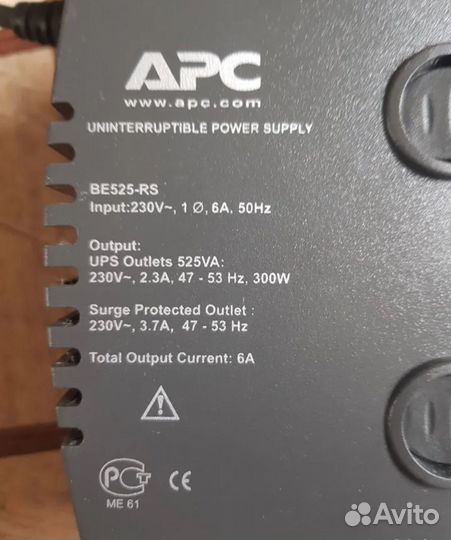 APC
www.apc.com
UNINTERRUPTIBLE POWER SUPPLY
BE525-RS
Input:230V~, 1 Ø, 6A, 50Hz
Output:
UPS Outlets 525VA:
230V~, 2.3A, 47 - 53 Hz, 300W
Surge Protected Outlet :
230V~, 3.7A, 47 - 53 Hz
Total Output Current: 6A
РСТ CE
ME 61
Avito